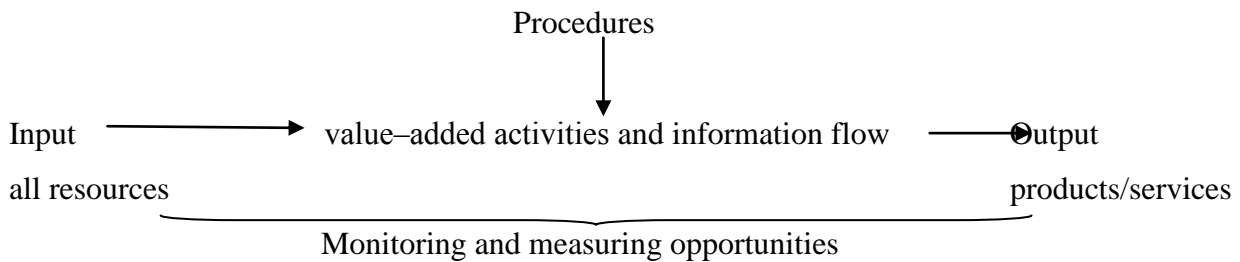 Procedures
Input value–added activities and information flow Output
all resources products/services
Monitoring and measuring opportunities